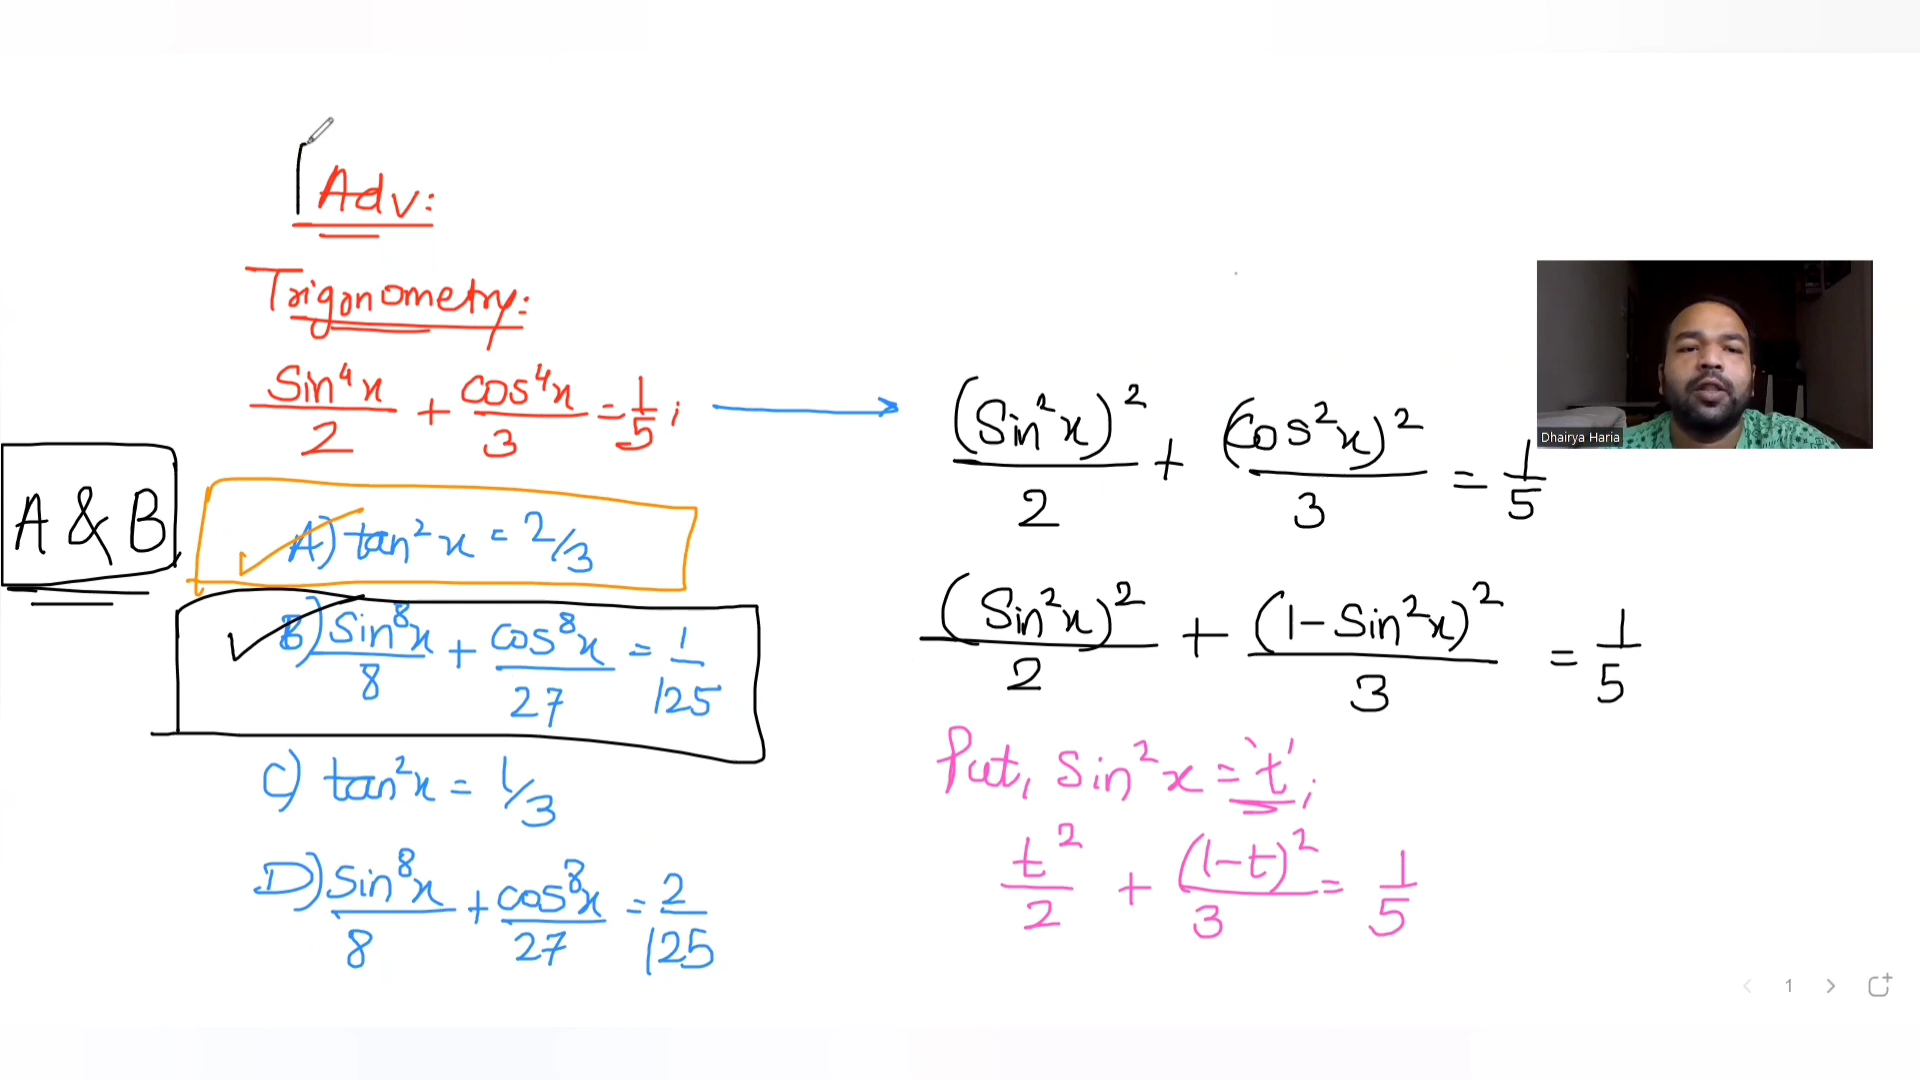 Adv:
Trigonometry:
Sin⁴x/2 + cos⁴x/3 = 1/5 ;
A & B
A) tan²x = 2/3
B) Sin⁸x/8 + cos⁸x/27 = 1/125
C) tan²x = 1/3
D) Sin⁸x/8 + cos⁸x/27 = 2/125
(Sin²x)²/2 + (Cos²x)²/3 = 1/5
(Sin²x)²/2 + (1-Sin²x)²/3 = 1/5
Put, Sin²x = 't' ;
t²/2 + (1-t)²/3 = 1/5
Dhairya Haria
1